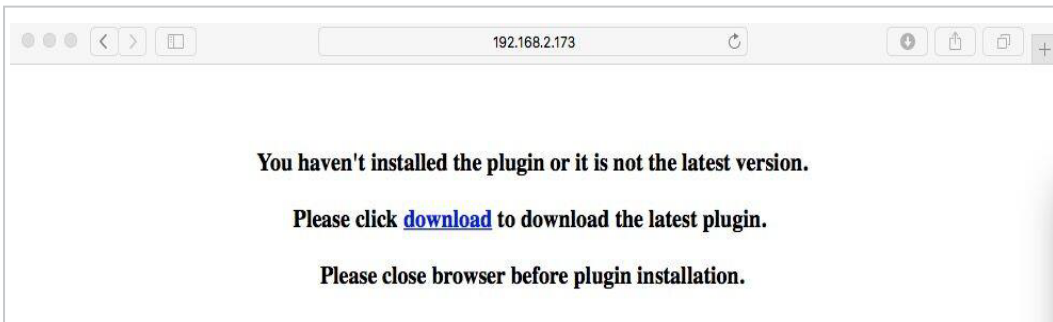 192.168.2.173
You haven't installed the plugin or it is not the latest version.
Please click download to download the latest plugin.
Please close browser before plugin installation.